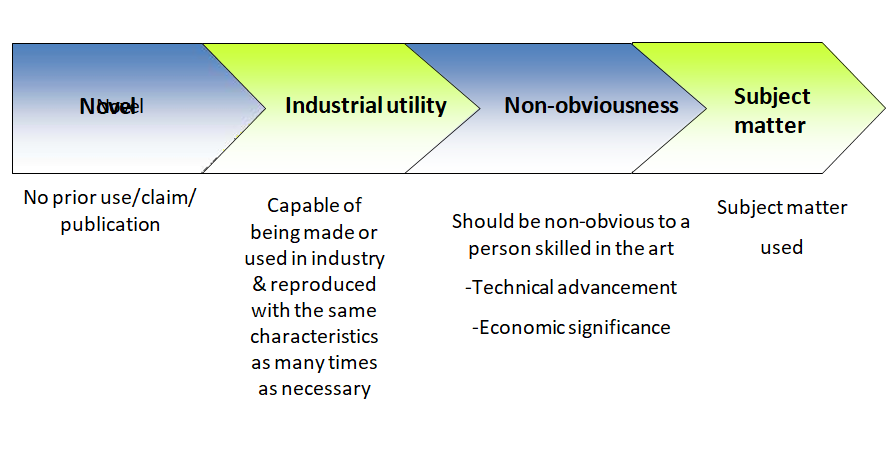 Novel
Novel
Industrial utility
Non-obviousness
Subject
matter
No prior use/claim/
publication
Capable of
being made or
used in industry
& reproduced
with the same
characteristics
as many times
as necessary
Should be non-obvious to a
person skilled in the art
-Technical advancement
-Economic significance
Subject matter
used